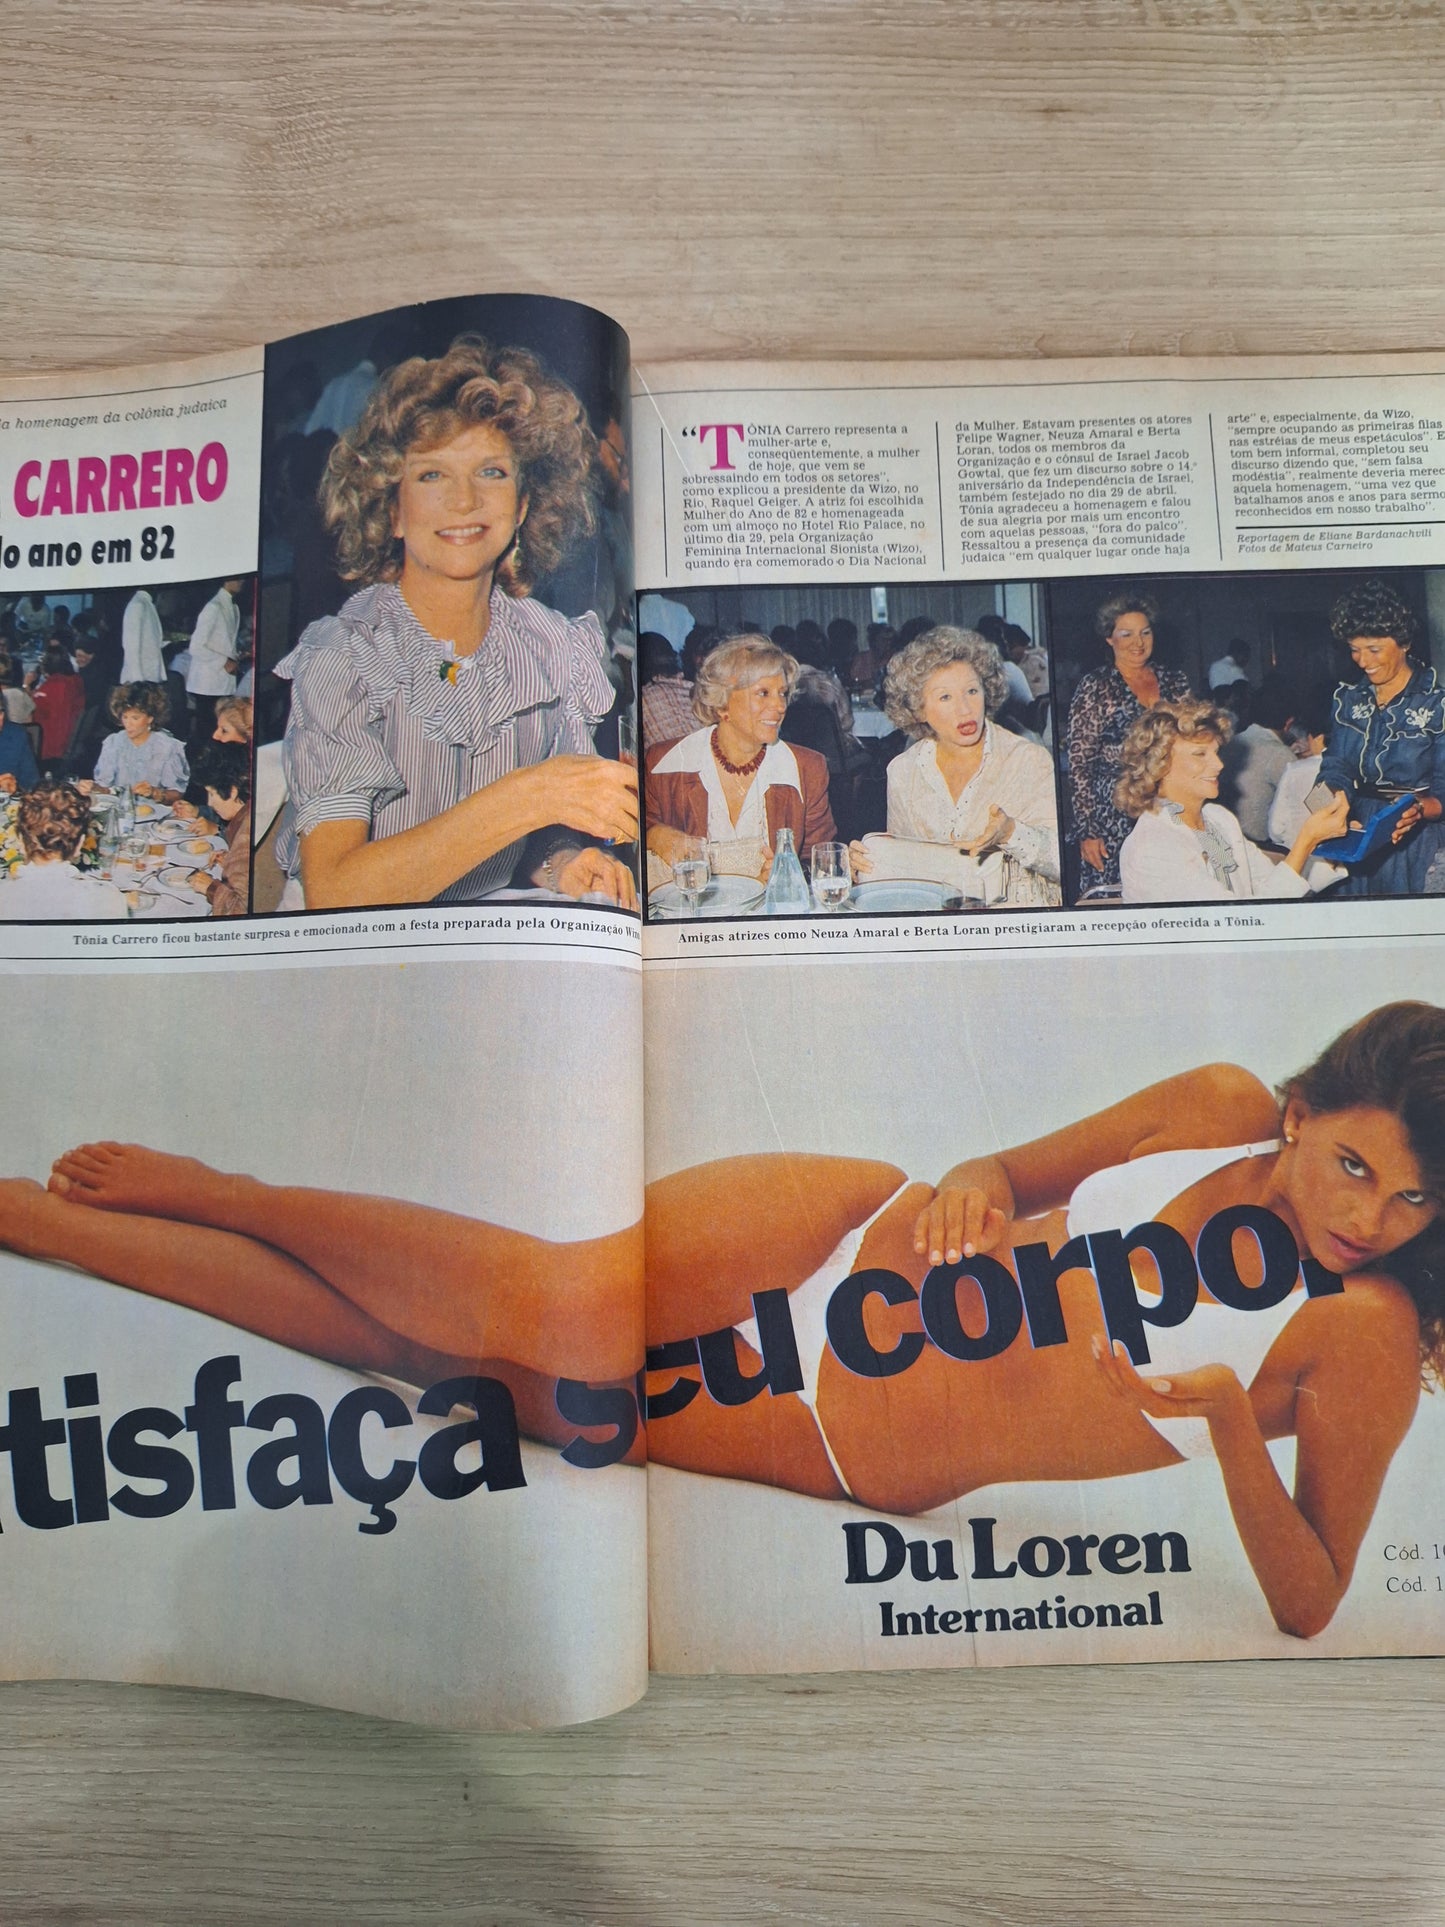 homenagem da colônia judaica
CARRERO
o ano em 82
Tônia Carrero ficou bastante surpresa e emocionada com a festa preparada pela Organização
“TÔNIA Carrero representa a
mulher-arte e,
conseqüentemente, a mulher
de hoje, que vem se
sobressaindo em todos os setores”,
como explicou a presidente da Wizo, no
Rio, Raquel Geiger. A atriz foi escolhida
Mulher do Ano de 82 e homenageada
com um almoço no Hotel Rio Palace, no
último dia 29, pela Organização
Feminina Internacional Sionista (Wizo),
quando era comemorado o Dia Nacional
da Mulher. Estavam presentes os atores
Felipe Wagner, Neuza Amaral e Berta
Loran, todos os membros da
Organização e o cônsul de Israel Jacob
Gowtal, que fez um discurso sobre o 14.º
aniversário da Independência de Israel,
também festejado no dia 29 de abril.
Tônia agradeceu a homenagem e falou
de sua alegria por mais um encontro
com aquelas pessoas, “fora do palco”.
Ressaltou a presença da comunidade
judaica “em qualquer lugar onde haja
arte” e, especialmente, da Wizo,
“sempre ocupando as primeiras filas
nas estréias de meus espetáculos”. E
tom bem informal, completou seu
discurso dizendo que, “sem falsa
modéstia”, realmente deveria merec
aquela homenagem, “uma vez que
batalhamos anos e anos para sermo
reconhecidos em nosso trabalho”.
Reportagem de Eliane Bardanachvili
Fotos de Mateus Carneiro
Amigas atrizes como Neuza Amaral e Berta Loran prestigiaram a recepção oferecida a Tônia.
tisfaça seu corpo.
Du Loren
International
Cód. 1
Cód. 1